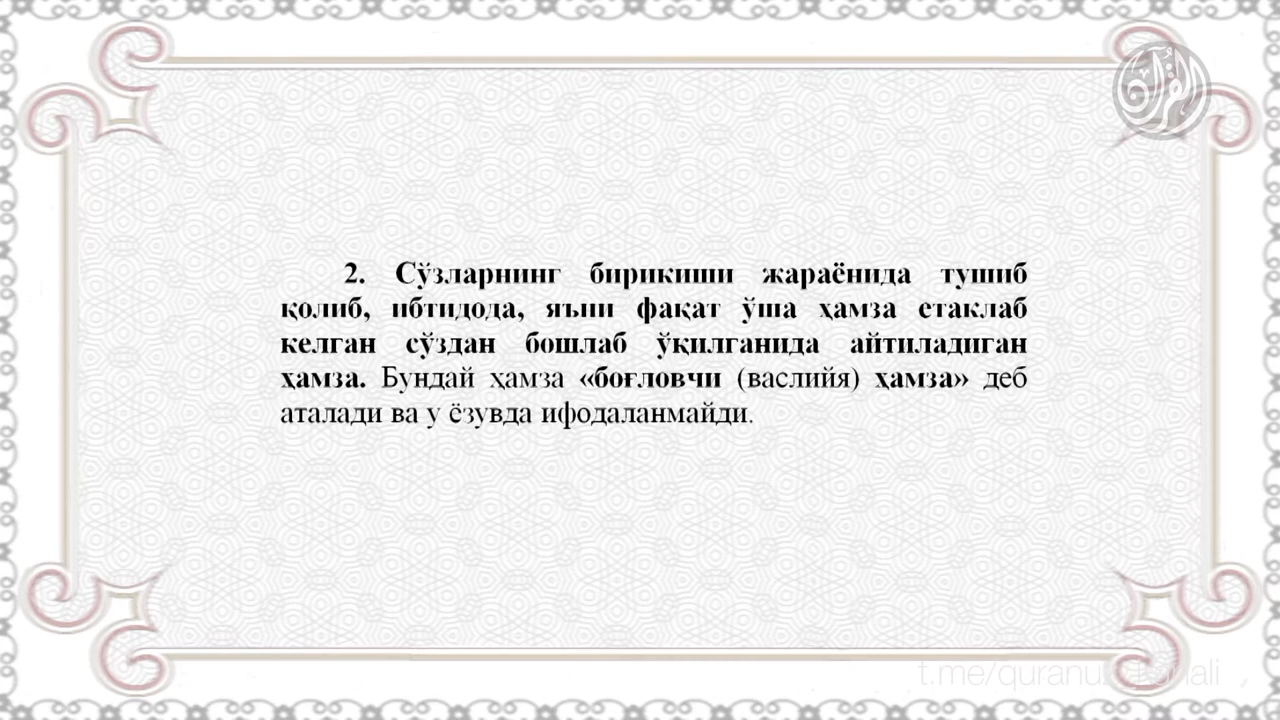 القرآن
2. Сўзларнинг бирикиши жараёнида тушиб
қолиб, ибтидода, яъни фақат ўша ҳамза етаклаб
келган сўздан бошлаб ўқилганида айтиладиган
ҳамза. Бундай ҳамза «боғловчи (васлийя) ҳамза» деб
аталади ва у ёзувда ифодаланмайди.